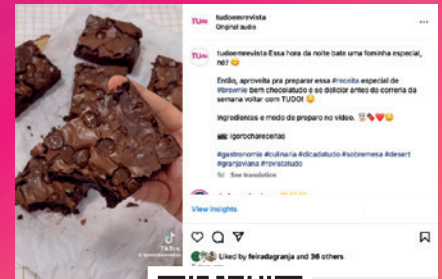 TUdo
tudoemrevista
Original audio
TUdo
tudoemrevista Essa hora da noite bate uma fominha especial,
né? 😋
Então, aproveita pra preparar essa #receita especial de
#brownie bem chocolatudo e se deliciar antes do correria da
semana voltar com TUDO! 😋
Ingredientes e modo de preparo no vídeo.
: igorochareceitas
#gastronomia #culinaria #dicadatudo #sobremesa #desert
#granjaviana #revistatudo
See translation
View Insights
Liked by feiradagranja and 36 others
TikTok